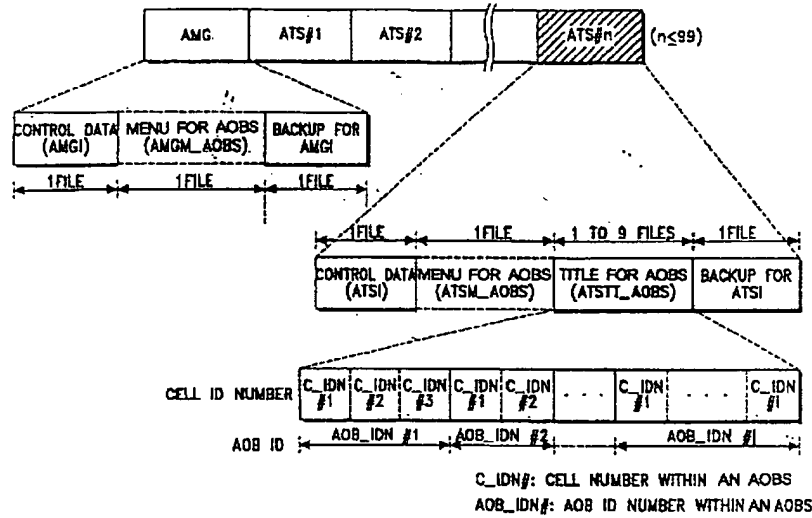 AMG ATS#1 ATS#2 ATS#n (n≤99)
CONTROL DATA (AMGI) MENU FOR AOBS (AMGM_AOBS) BACKUP FOR AMGI
1FILE 1FILE 1FILE
1FILE 1FILE 1 TO 9 FILES 1FILE
CONTROL DATA (ATSI) MENU FOR AOBS (ATSM_AOBS) TITLE FOR AOBS (ATSTT_AOBS) BACKUP FOR ATSI
CELL ID NUMBER C_IDN #1 C_IDN #2 C_IDN #3 C_IDN #1 C_IDN #2 · · · · C_IDN #1 · · · · C_IDN #i
AOB ID AOB_IDN #1 AOB_IDN #2 AOB_IDN #j
C_IDN#: CELL NUMBER WITHIN AN AOBS
AOB_IDN#: AOB ID NUMBER WITHIN AN AOBS